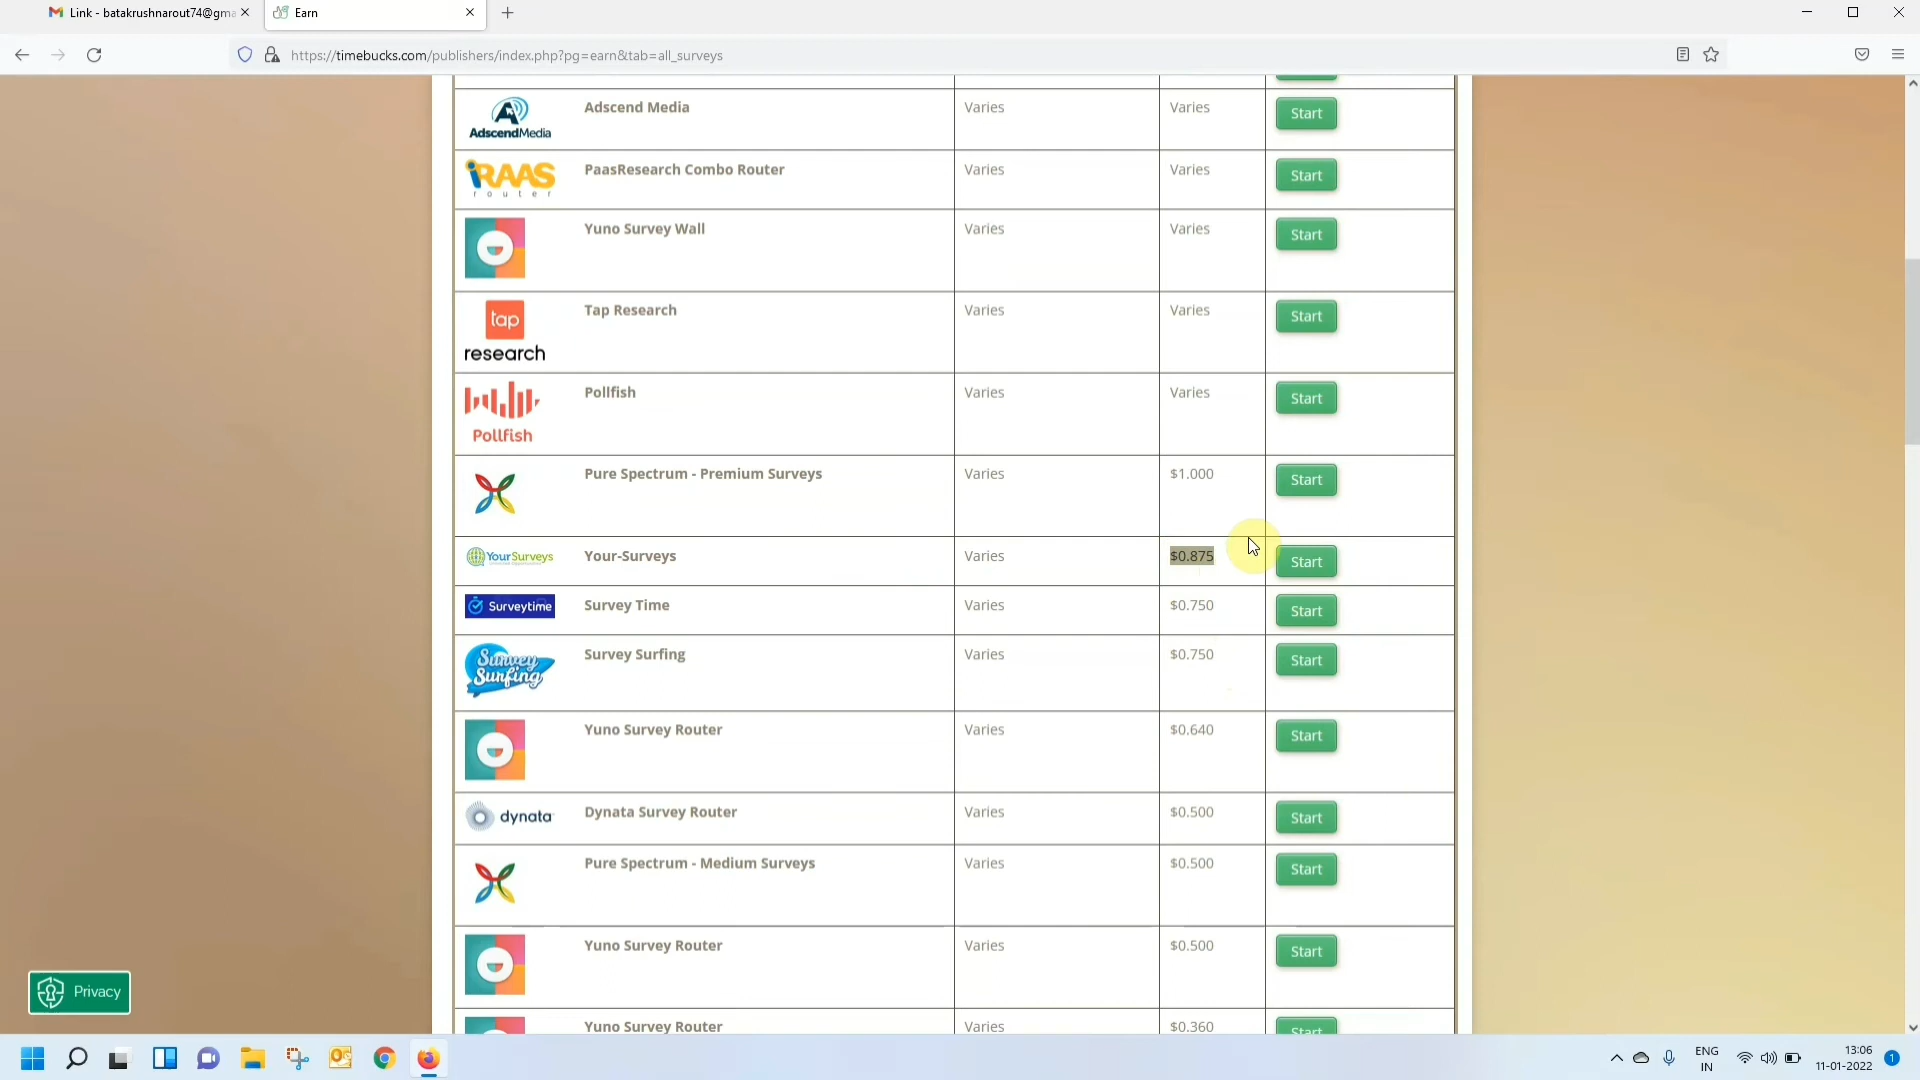 Link - batakrushnarout74@gma
Earn
https://timebucks.com/publishers/index.php?pg=earn&tab=all_surveys
AdscendMedia Adscend Media Varies Varies Start
iRAAS PaasResearch Combo Router Varies Varies Start
router
Yuno Survey Wall Varies Varies Start
tap Tap Research Varies Varies Start
research
Pollfish Varies Varies Start
Pollfish
Pure Spectrum - Premium Surveys Varies $1.000 Start
YourSurveys Your-Surveys Varies $0.875 Start
Surveytime Survey Time Varies $0.750 Start
Survey Surfing Survey Surfing Varies $0.750 Start
Yuno Survey Router Varies $0.640 Start
dynata Dynata Survey Router Varies $0.500 Start
Pure Spectrum - Medium Surveys Varies $0.500 Start
Yuno Survey Router Varies $0.500 Start
Privacy
Yuno Survey Router Varies $0.360 Start
ENG
IN
13:06
11-01-2022
1